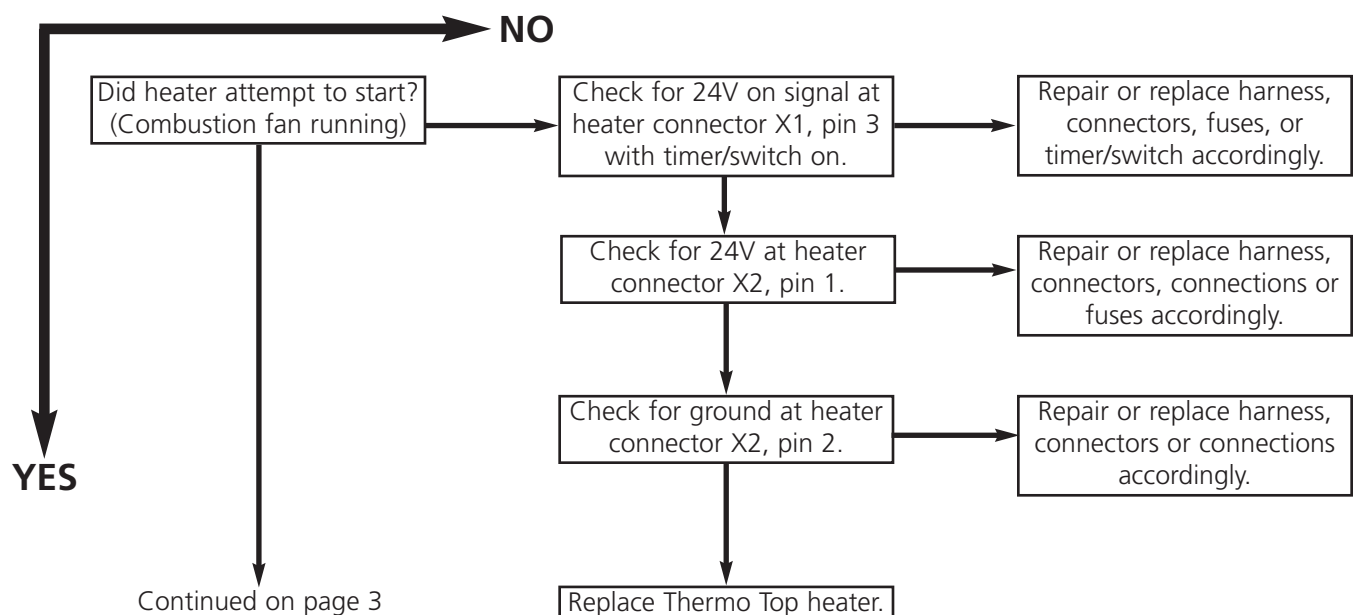 NO
Did heater attempt to start?
(Combustion fan running)
Check for 24V on signal at
heater connector X1, pin 3
with timer/switch on.
Repair or replace harness,
connectors, fuses, or
timer/switch accordingly.
Check for 24V at heater
connector X2, pin 1.
Repair or replace harness,
connectors, connections or
fuses accordingly.
Check for ground at heater
connector X2, pin 2.
Repair or replace harness,
connectors or connections
accordingly.
YES
Continued on page 3
Replace Thermo Top heater.